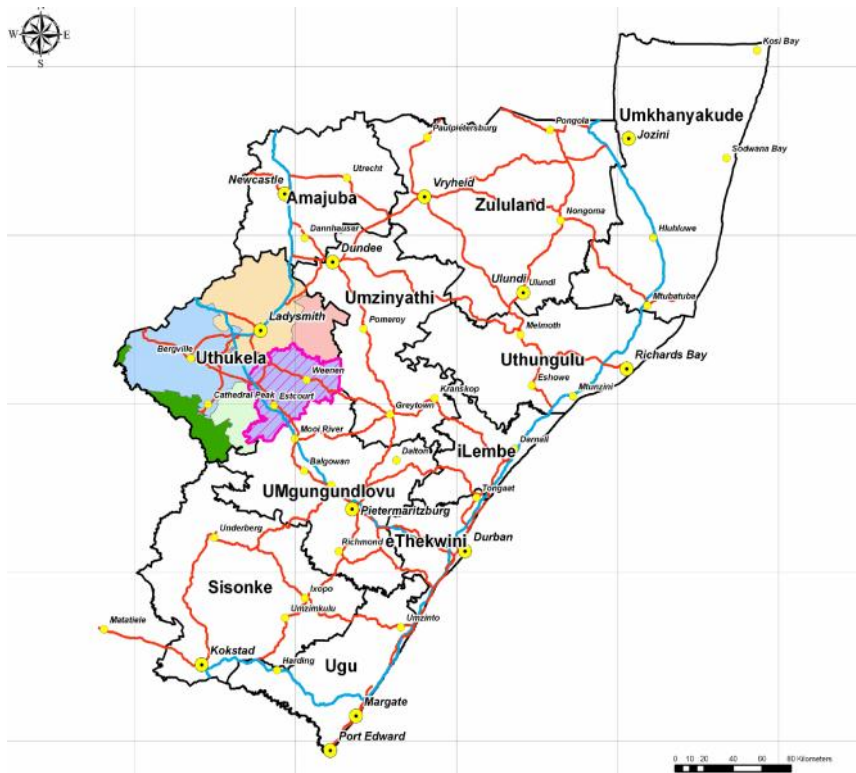 N
W E
S
Kosi Bay
Umkhanyakude
Paulpietersburg
Pongola
Jozini
Sodwana Bay
Utrecht
Newcastle
Amajuba
Vryheid
Zululand
Nongoma
Dannhauser
Hluhluwe
Dundee
Ulundi
Ulundi
Umzinyathi
Mtubatuba
Ladysmith
Pomeroy
Melmoth
Bergville
Uthukela
Uthungulu
Richards Bay
Weenen
Eshowe
Mtunzini
Cathedral Peak
Estcourt
Kranskop
Greytown
Mooi River
Darnall
iLembe
Dalton
Balgowan
UMgungundlovu
Tongaat
Pietermaritzburg
Underberg
Richmond
eThekwini
Durban
Sisonke
Ixopo
Umzimkulu
Matatiele
Umzinto
Kokstad
Harding
Ugu
Margate
Port Edward
0 10 20 40 60 80 Kilometers